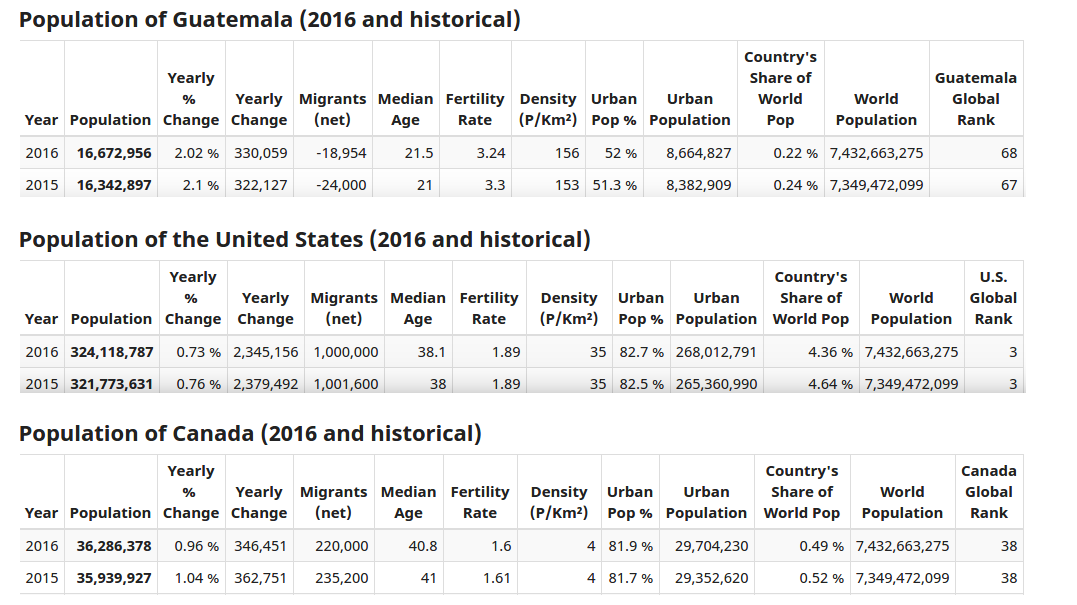 Population of Guatemala (2016 and historical)
Country's
Yearly Share of Guatemala
% Yearly Migrants Median Fertility Density Urban Urban World World Global
Year Population Change Change (net) Age Rate (P/Km²) Pop % Population Pop Population Rank
2016 16,672,956 2.02 % 330,059 -18,954 21.5 3.24 156 52 % 8,664,827 0.22 % 7,432,663,275 68
2015 16,342,897 2.1 % 322,127 -24,000 21 3.3 153 51.3 % 8,382,909 0.24 % 7,349,472,099 67
Population of the United States (2016 and historical)
Yearly Country's U.S.
% Yearly Migrants Median Fertility Density Urban Urban Share of World Global
Year Population Change Change (net) Age Rate (P/Km²) Pop % Population World Pop Population Rank
2016 324,118,787 0.73 % 2,345,156 1,000,000 38.1 1.89 35 82.7 % 268,012,791 4.36 % 7,432,663,275 3
2015 321,773,631 0.76 % 2,379,492 1,001,600 38 1.89 35 82.5 % 265,360,990 4.64 % 7,349,472,099 3
Population of Canada (2016 and historical)
Yearly Country's Canada
% Yearly Migrants Median Fertility Density Urban Urban Share of World Global
Year Population Change Change (net) Age Rate (P/Km²) Pop % Population World Pop Population Rank
2016 36,286,378 0.96 % 346,451 220,000 40.8 1.6 4 81.9 % 29,704,230 0.49 % 7,432,663,275 38
2015 35,939,927 1.04 % 362,751 235,200 41 1.61 4 81.7 % 29,352,620 0.52 % 7,349,472,099 38